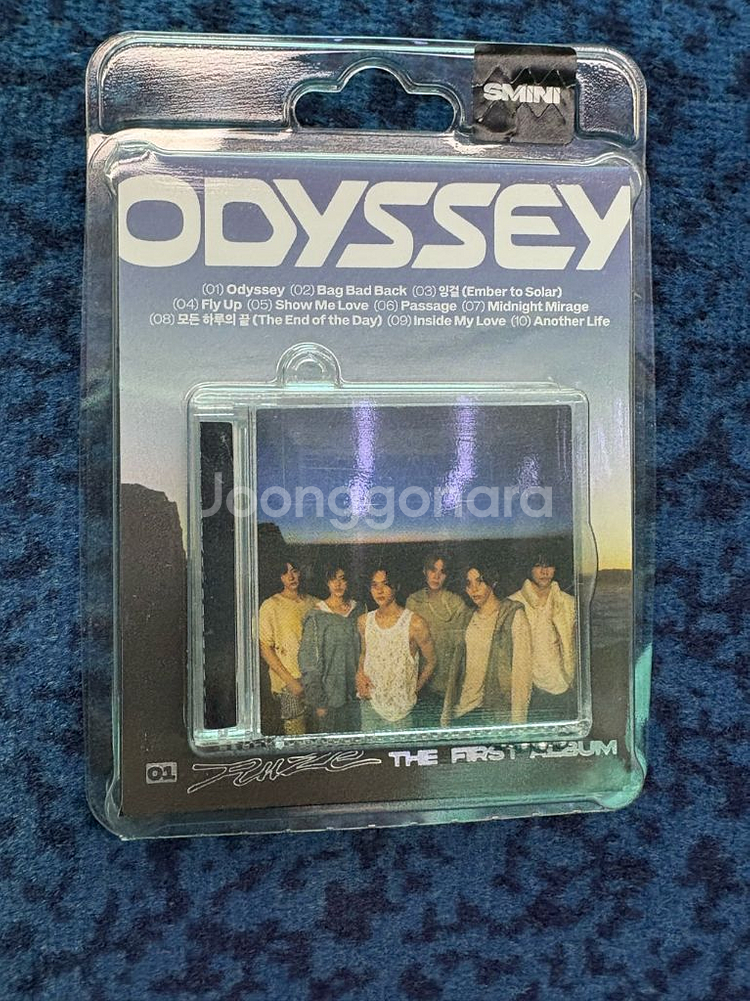 SMINI
ODYSSEY
(01) Odyssey (02) Bag Bad Back (03) 잉걸 (Ember to Solar)
(04) Fly Up (05) Show Me Love (06) Passage (07) Midnight Mirage
(08) 모든 하루의 끝 (The End of the Day) (09) Inside My Love (10) Another Life
Joonggonara
01 RIIZE THE FIRST ALBUM